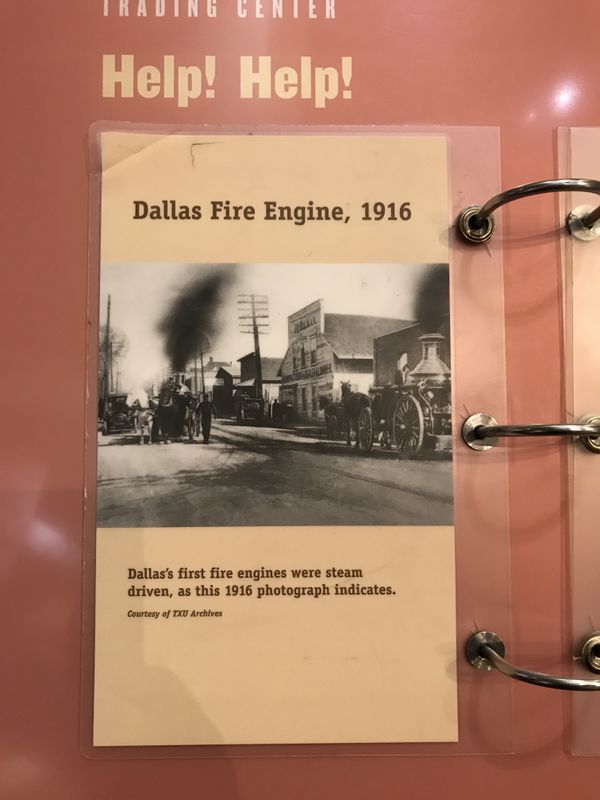 TRADING CENTER
Help! Help!
Dallas Fire Engine, 1916
Dallas's first fire engines were steam
driven, as this 1916 photograph indicates.
Courtesy of TXU Archives